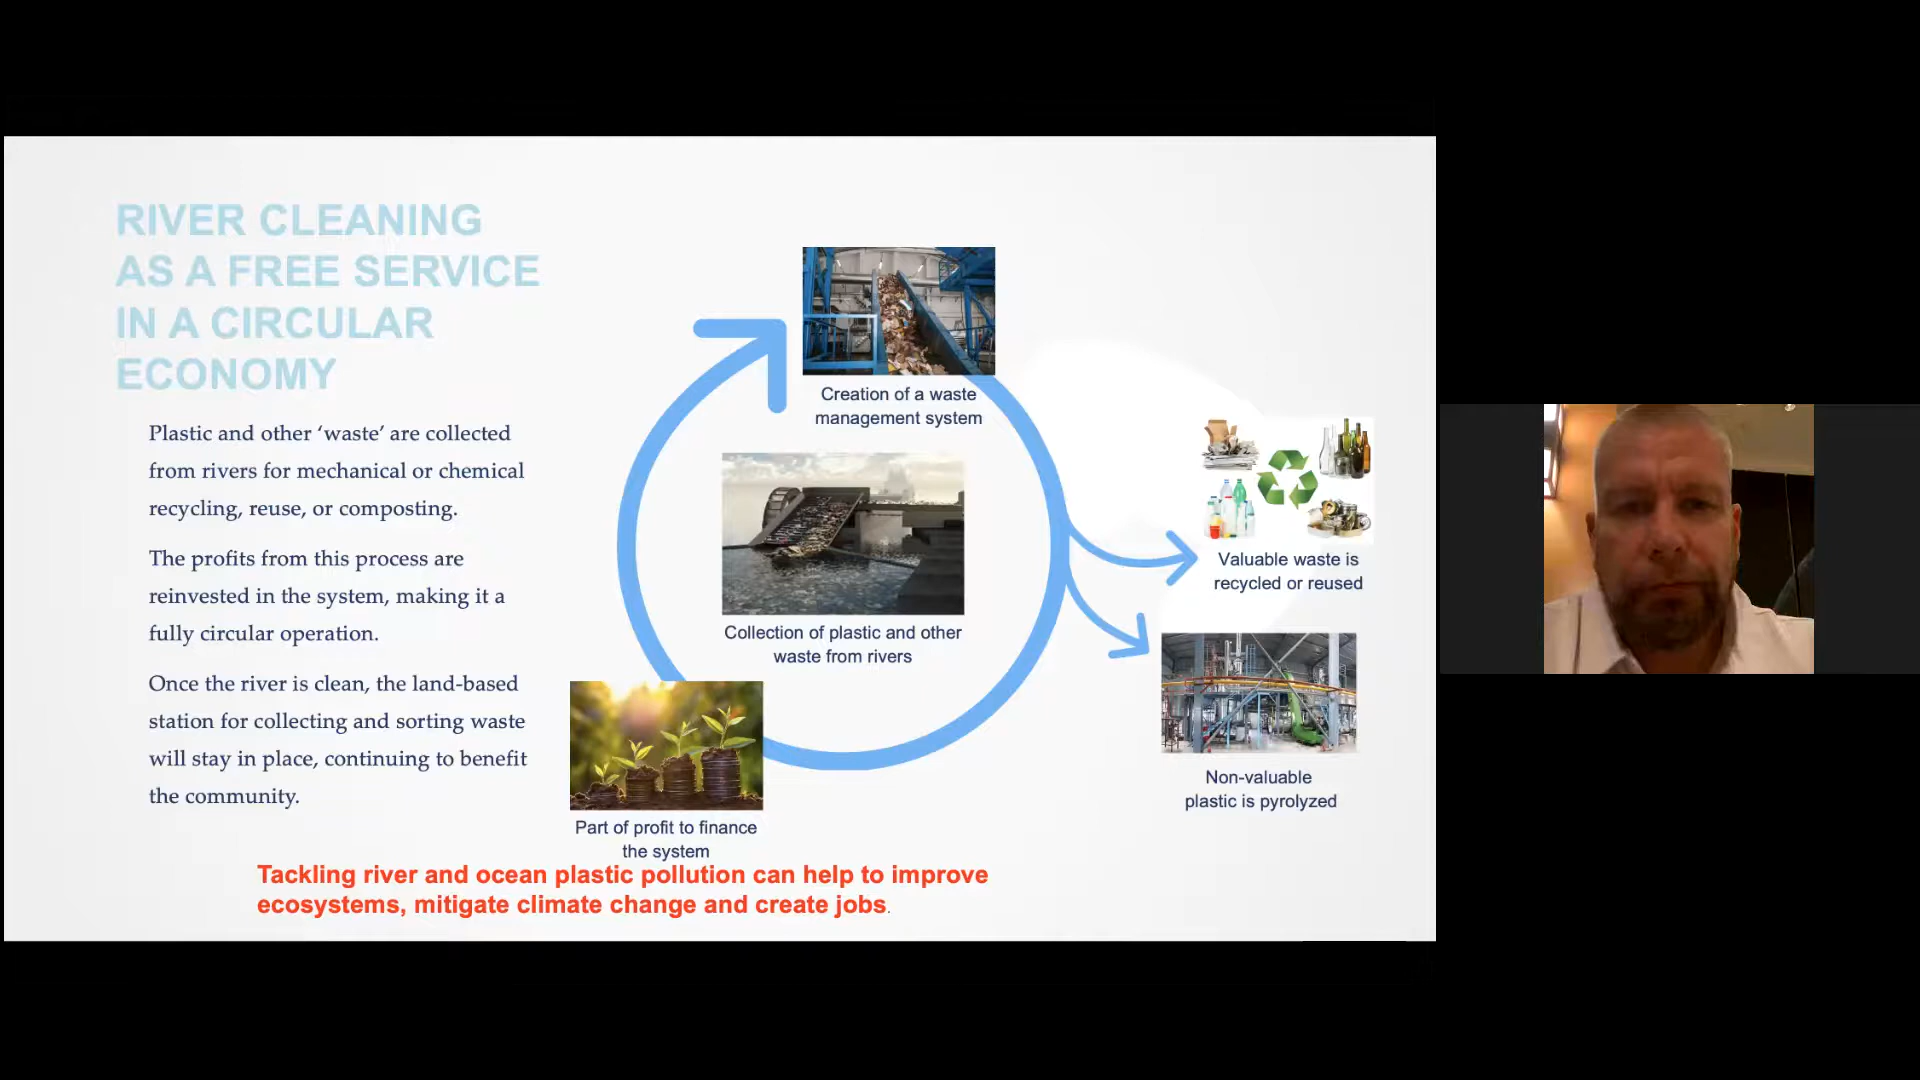 RIVER CLEANING
AS A FREE SERVICE
IN A CIRCULAR
ECONOMY
Plastic and other ‘waste’ are collected
from rivers for mechanical or chemical
recycling, reuse, or composting.
The profits from this process are
reinvested in the system, making it a
fully circular operation.
Once the river is clean, the land-based
station for collecting and sorting waste
will stay in place, continuing to benefit
the community.
Creation of a waste
management system
Collection of plastic and other
waste from rivers
Part of profit to finance
the system
Valuable waste is
recycled or reused
Non-valuable
plastic is pyrolyzed
Tackling river and ocean plastic pollution can help to improve
ecosystems, mitigate climate change and create jobs.